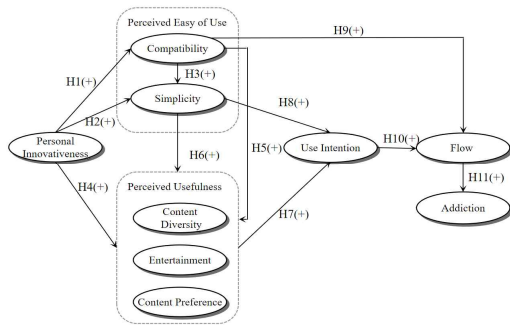 Perceived Easy of Use
H9(+)
Compatibility
H1(+)
H3(+)
Simplicity
H8(+)
H2(+)
Personal
Innovativeness
H6(+)
H5(+)
Use Intention
H10(+)
Flow
H4(+)
Perceived Usefulness
H11(+)
Content
Diversity
H7(+)
Addiction
Entertainment
Content Preference